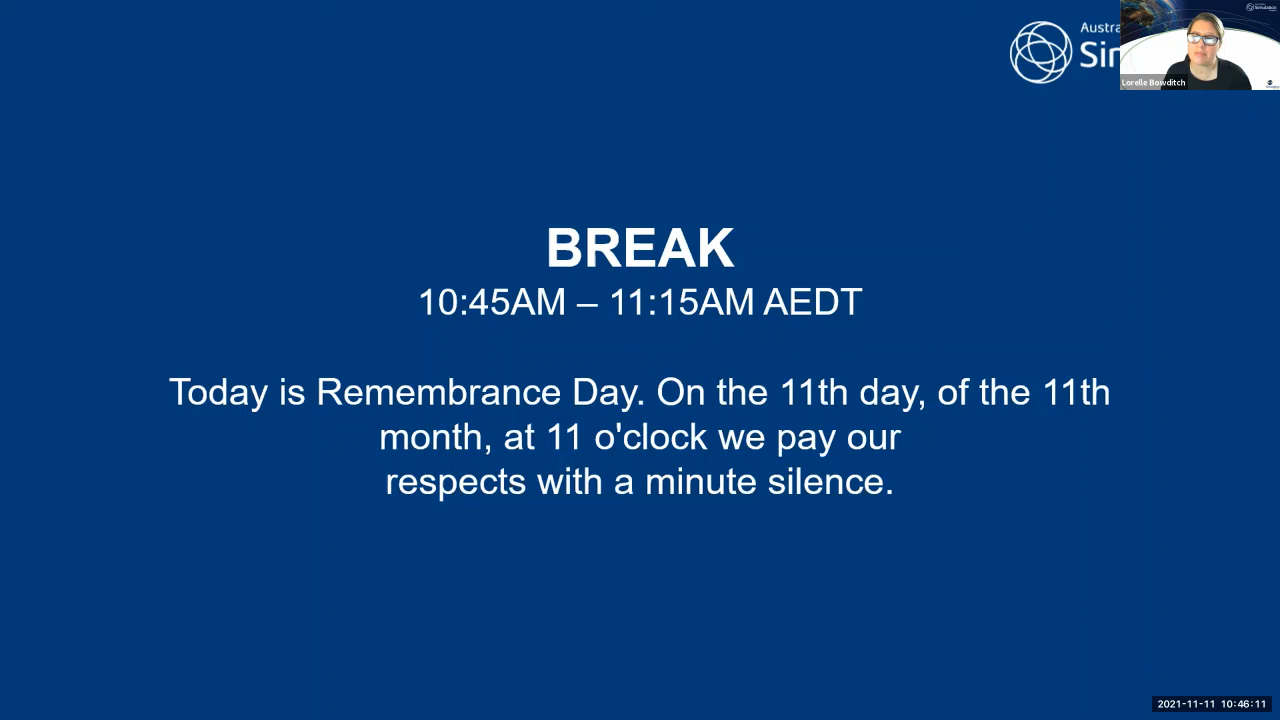 Simulation
Lorelle Bowditch
BREAK
10:45AM – 11:15AM AEDT
Today is Remembrance Day. On the 11th day, of the 11th
month, at 11 o'clock we pay our
respects with a minute silence.
2021-11-11 10:46:11